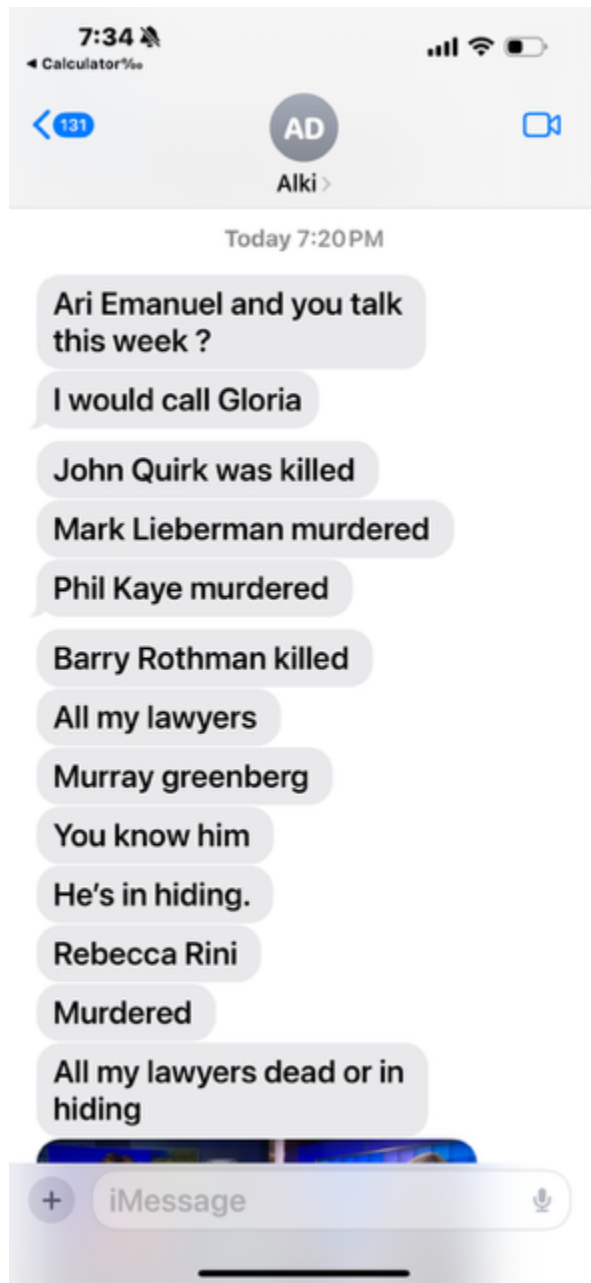 7:34
Calculator‰
131
AD
Alki
Today 7:20 PM
Ari Emanuel and you talk
this week ?
I would call Gloria
John Quirk was killed
Mark Lieberman murdered
Phil Kaye murdered
Barry Rothman killed
All my lawyers
Murray greenberg
You know him
He's in hiding.
Rebecca Rini
Murdered
All my lawyers dead or in
hiding
iMessage